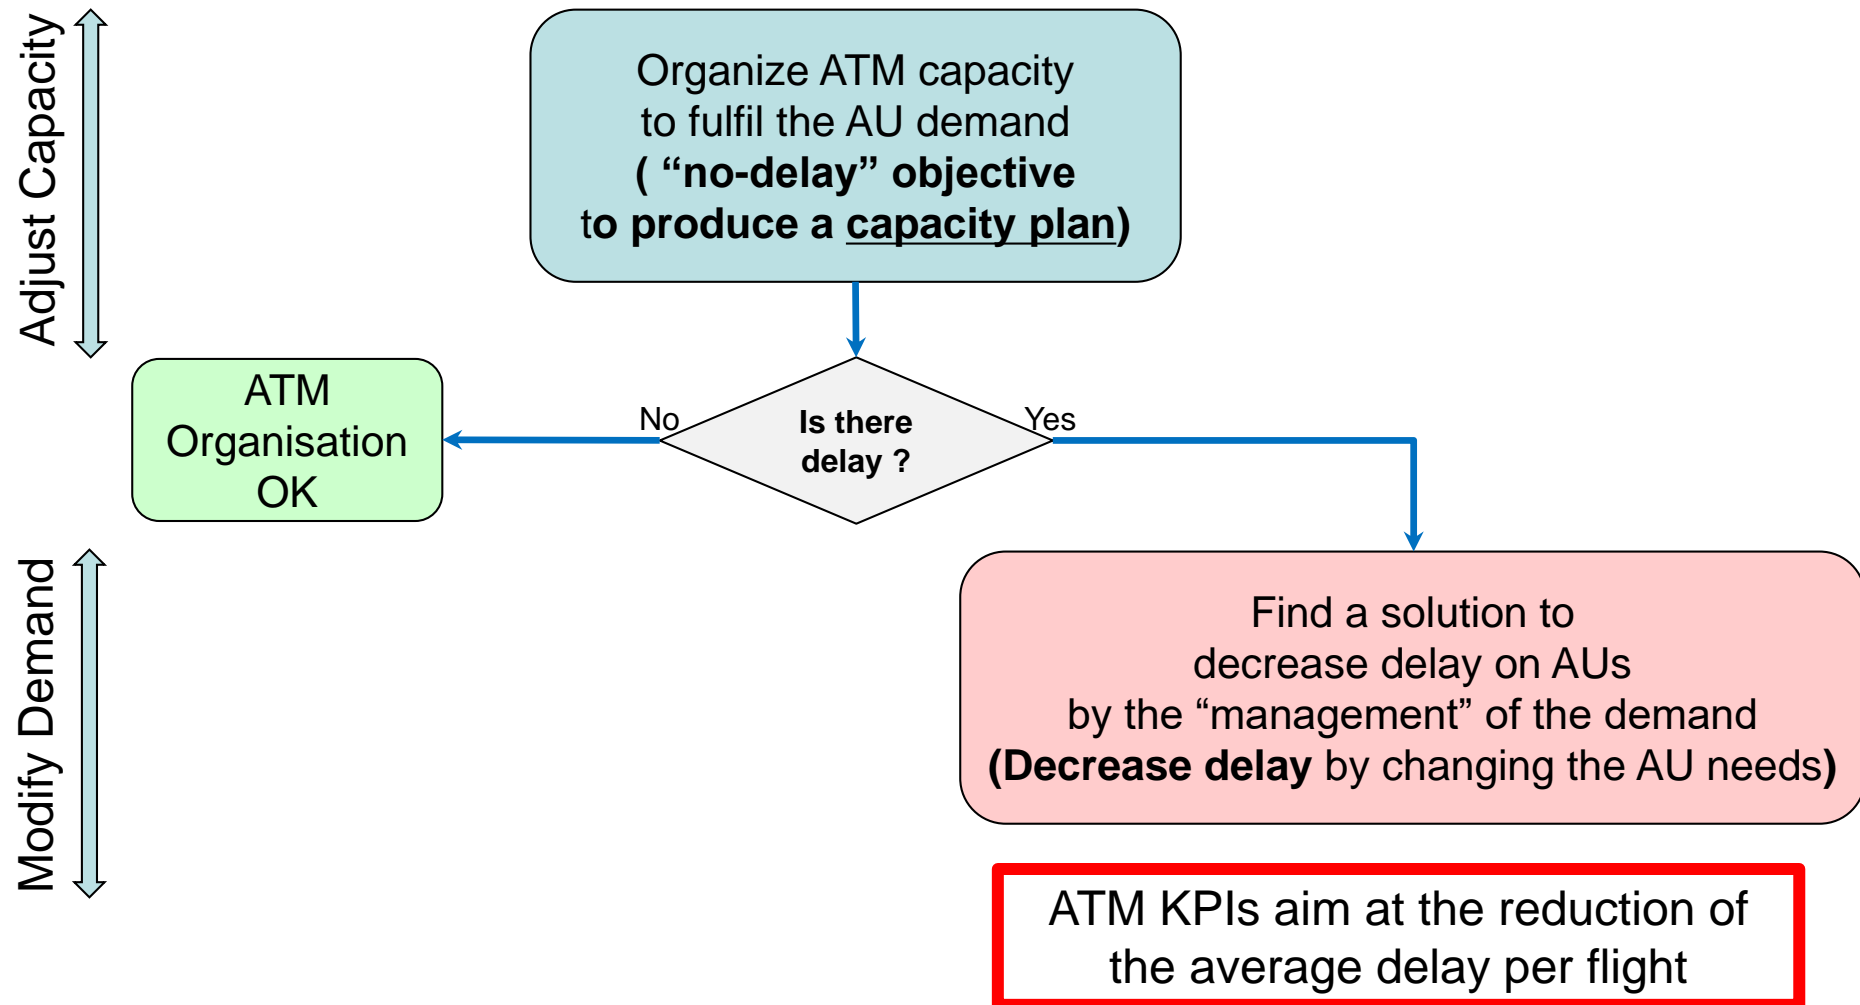 Adjust Capacity
Organize ATM capacity
to fulfil the AU demand
( “no-delay” objective
to produce a capacity plan)
ATM
Organisation
OK
No
Is there
delay ?
Yes
Modify Demand
Find a solution to
decrease delay on AUs
by the “management” of the demand
(Decrease delay by changing the AU needs)
ATM KPIs aim at the reduction of
the average delay per flight